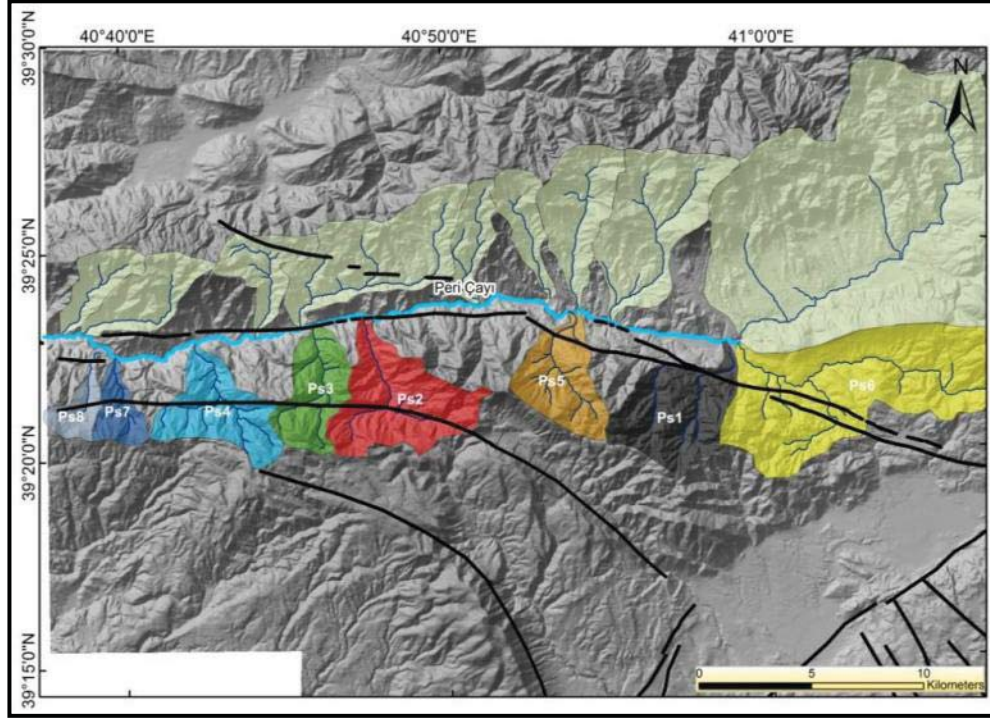 40°40'0"E
40°50'0"E
41°0'0"E
39°30'0"N
N
39°25'0"N
Peri Çayı
Ps8
Ps7
Ps4
Ps3
Ps2
Ps5
Ps1
Ps6
39°20'0"N
39°15'0"N
0
5
10
Kilometers